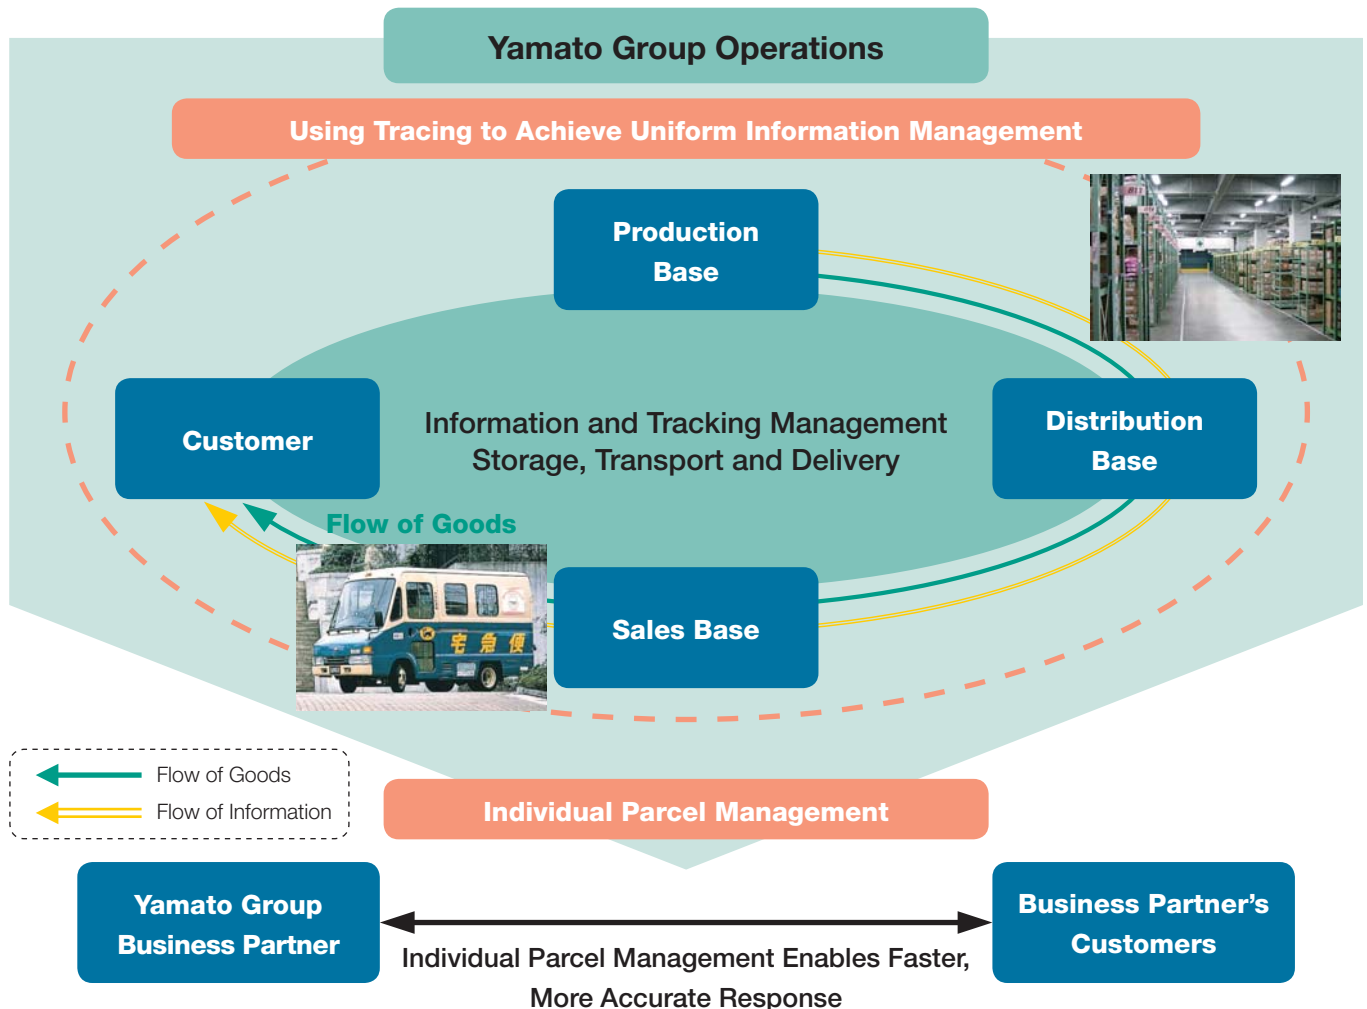 Yamato Group Operations
Using Tracing to Achieve Uniform Information Management
Production
Base
Customer
Information and Tracking Management
Storage, Transport and Delivery
Distribution
Base
Flow of Goods
宅急便
Sales Base
Flow of Goods
Flow of Information
Individual Parcel Management
Yamato Group
Business Partner
Business Partner’s
Customers
Individual Parcel Management Enables Faster,
More Accurate Response